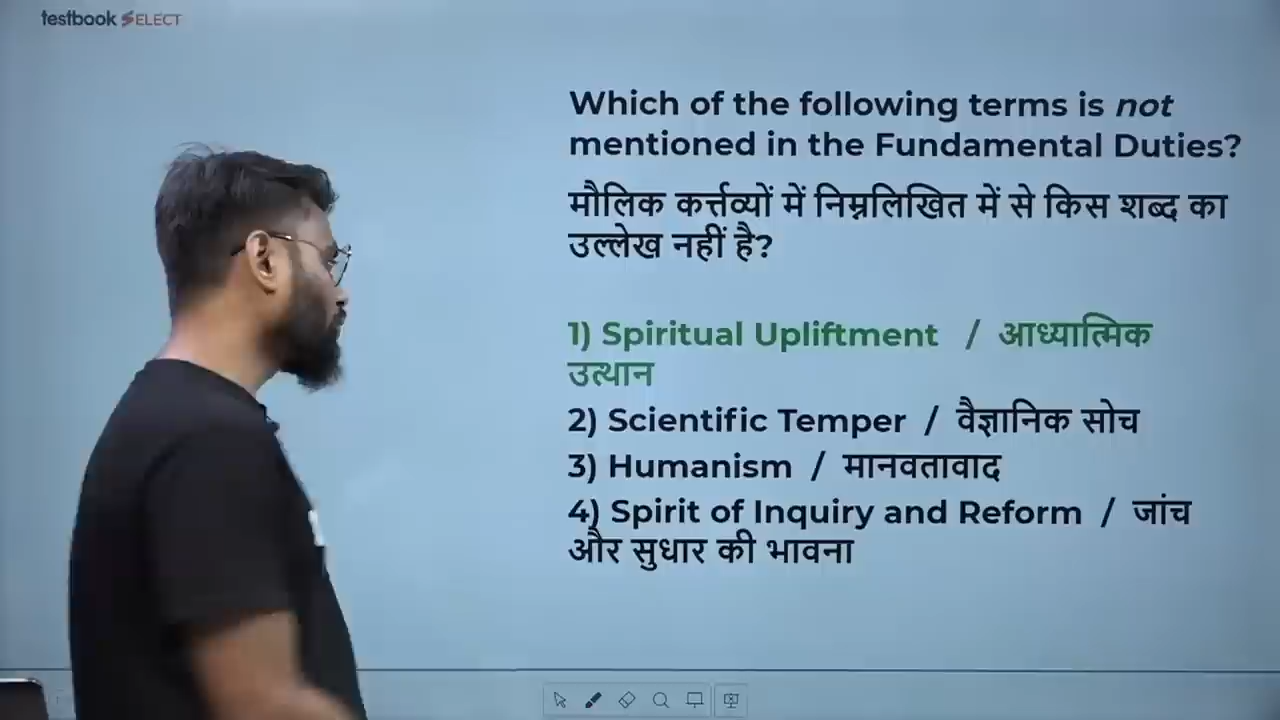 testbook SELECT
Which of the following terms is not
mentioned in the Fundamental Duties?
मौलिक कर्त्तव्यों में निम्नलिखित में से किस शब्द का
उल्लेख नहीं है?
1) Spiritual Upliftment / आध्यात्मिक
उत्थान
2) Scientific Temper / वैज्ञानिक सोच
3) Humanism / मानवतावाद
4) Spirit of Inquiry and Reform / जांच
और सुधार की भावना